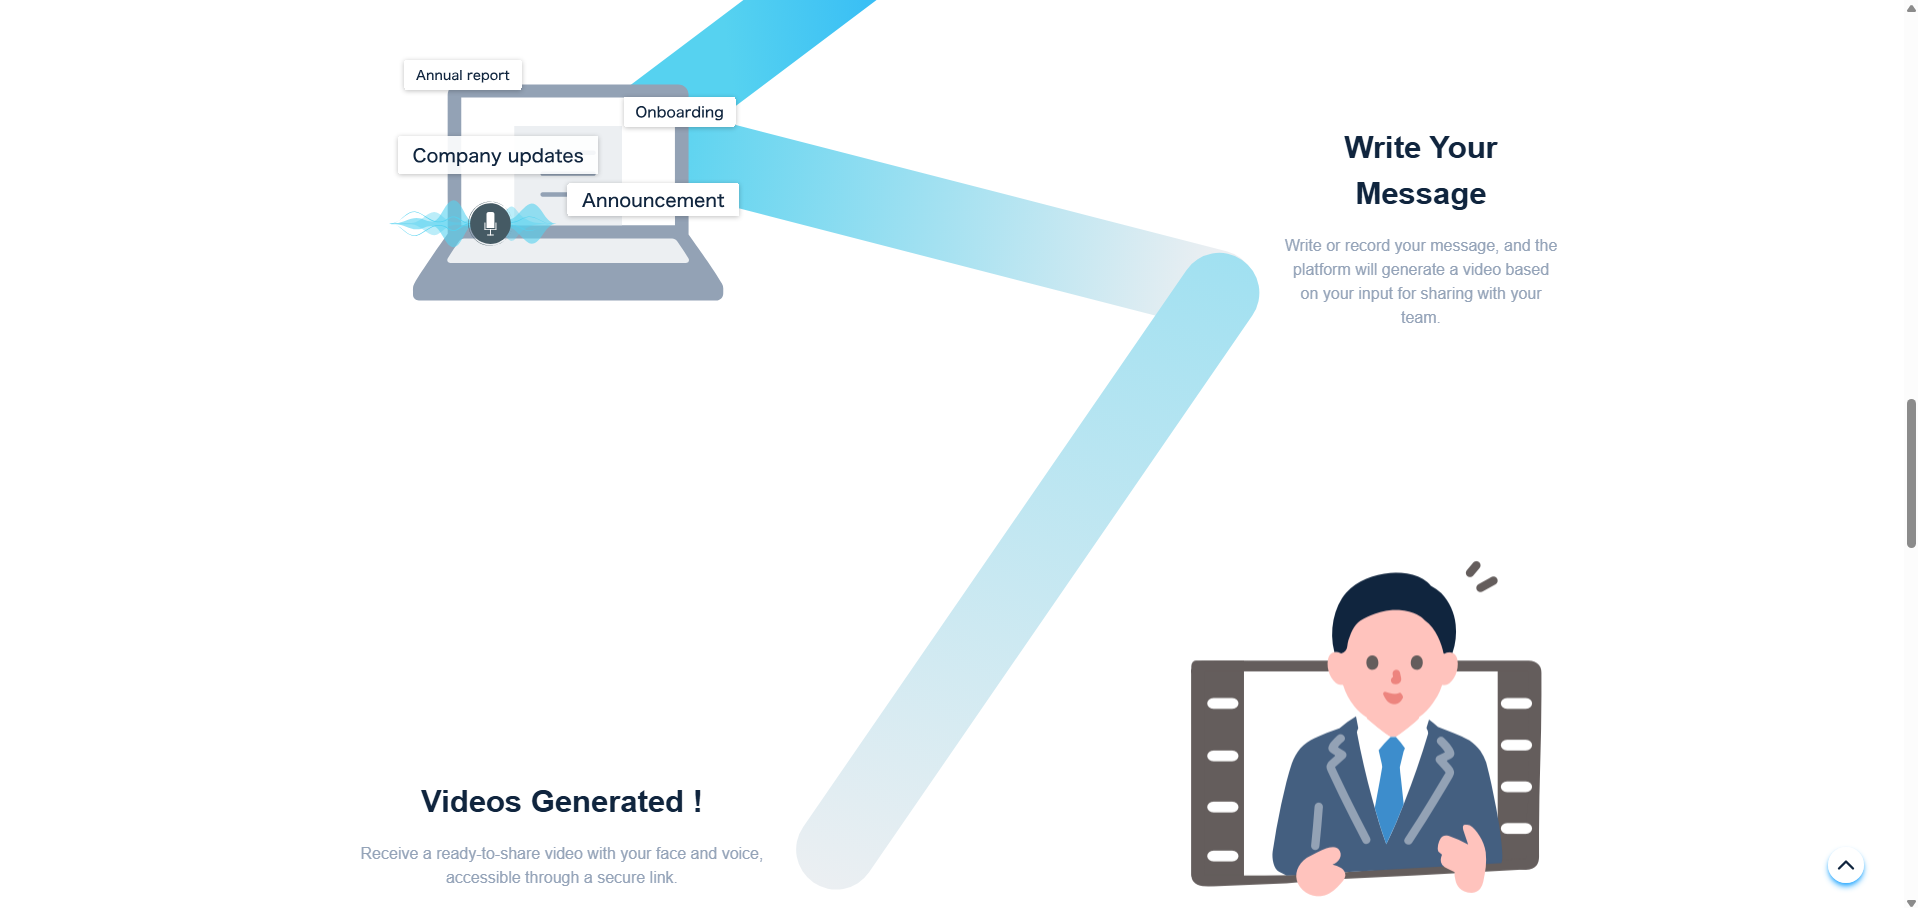 Annual report
Onboarding
Company updates
Announcement
Write Your
Message
Write or record your message, and the
platform will generate a video based
on your input for sharing with your
team.
Videos Generated !
Receive a ready-to-share video with your face and voice,
accessible through a secure link.